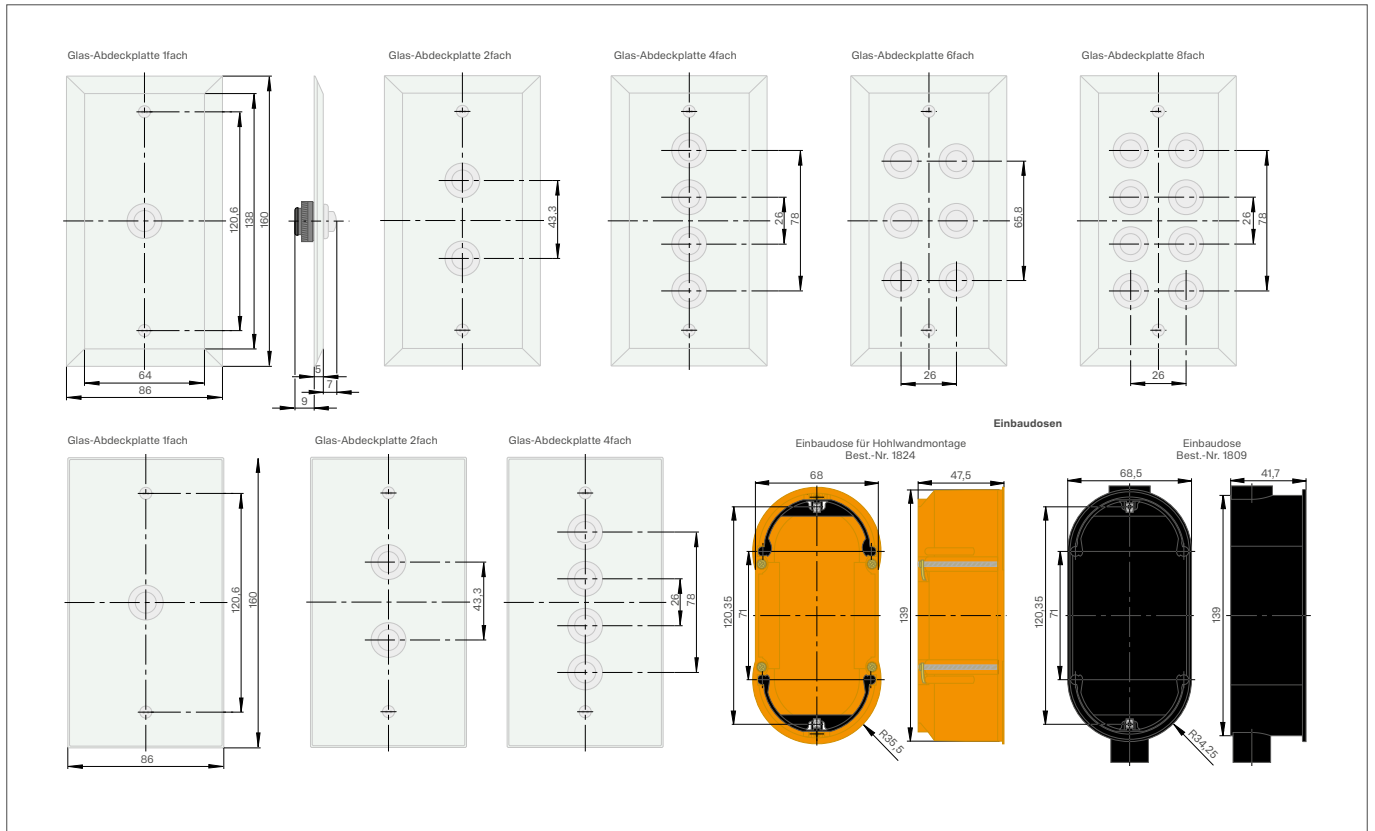 Glas-Abdeckplatte 1fach
120,6
138
160
64
86
5
7
9
Glas-Abdeckplatte 2fach
43,3
Glas-Abdeckplatte 4fach
26
78
Glas-Abdeckplatte 6fach
65,8
26
Glas-Abdeckplatte 8fach
26
78
26
Glas-Abdeckplatte 1fach
120,6
160
86
Glas-Abdeckplatte 2fach
43,3
Glas-Abdeckplatte 4fach
26
78
Einbaudosen
Einbaudose für Hohlwandmontage
Best.-Nr. 1824
68
47,5
120,35
71
139
R35,5
Einbaudose
Best.-Nr. 1809
68,5
41,7
120,35
71
139
R34,25